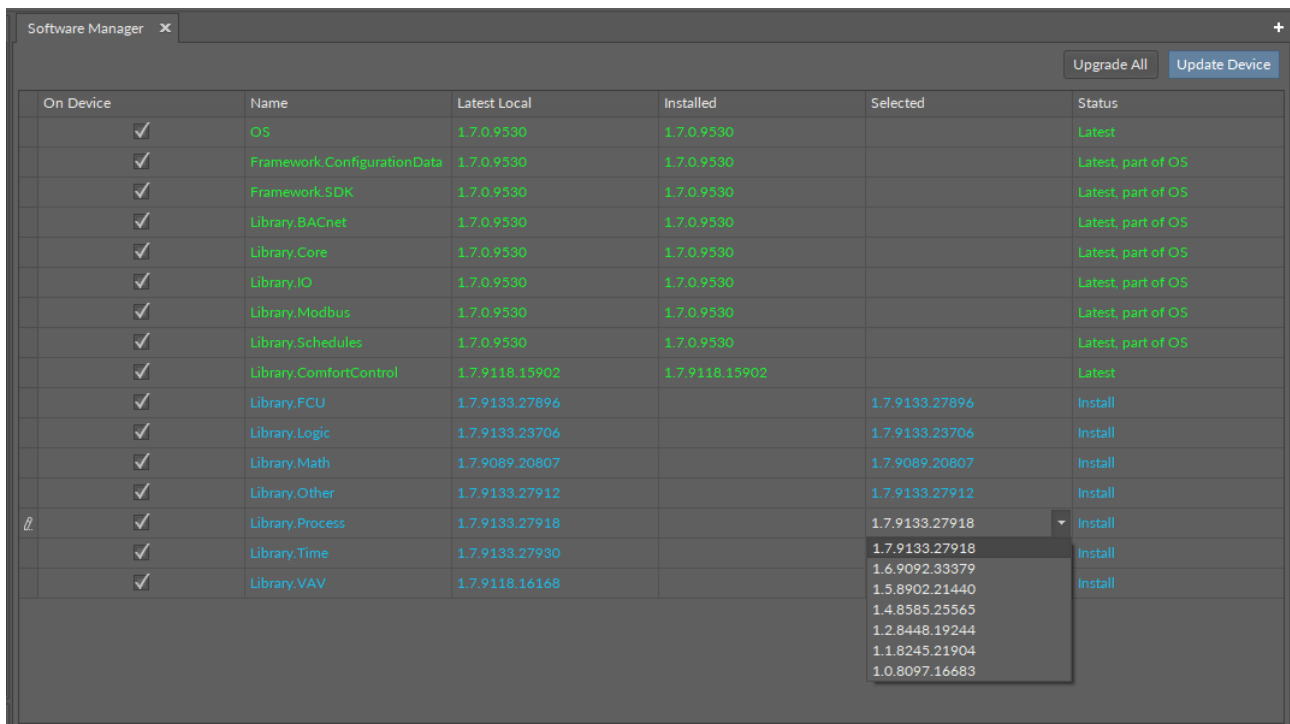 Software Manager
Upgrade All Update Device
On Device Name Latest Local Installed Selected Status
OS 1.7.0.9530 1.7.0.9530 Latest
Framework.ConfigurationData 1.7.0.9530 1.7.0.9530 Latest, part of OS
Framework.SDK 1.7.0.9530 1.7.0.9530 Latest, part of OS
Library.BACnet 1.7.0.9530 1.7.0.9530 Latest, part of OS
Library.Core 1.7.0.9530 1.7.0.9530 Latest, part of OS
Library.IO 1.7.0.9530 1.7.0.9530 Latest, part of OS
Library.Modbus 1.7.0.9530 1.7.0.9530 Latest, part of OS
Library.Schedules 1.7.0.9530 1.7.0.9530 Latest, part of OS
Library.ComfortControl 1.7.9118.15902 1.7.9118.15902 Latest
Library.FCU 1.7.9133.27896 1.7.9133.27896 Install
Library.Logic 1.7.9133.23706 1.7.9133.23706 Install
Library.Math 1.7.9089.20807 1.7.9089.20807 Install
Library.Other 1.7.9133.27912 1.7.9133.27912 Install
Library.Process 1.7.9133.27918 1.7.9133.27918 Install
Library.Time 1.7.9133.27930 Install
Library.VAV 1.7.9118.16168 Install
1.7.9133.27918
1.6.9092.33379
1.5.8902.21440
1.4.8585.25565
1.2.8448.19244
1.1.8245.21904
1.0.8097.16683